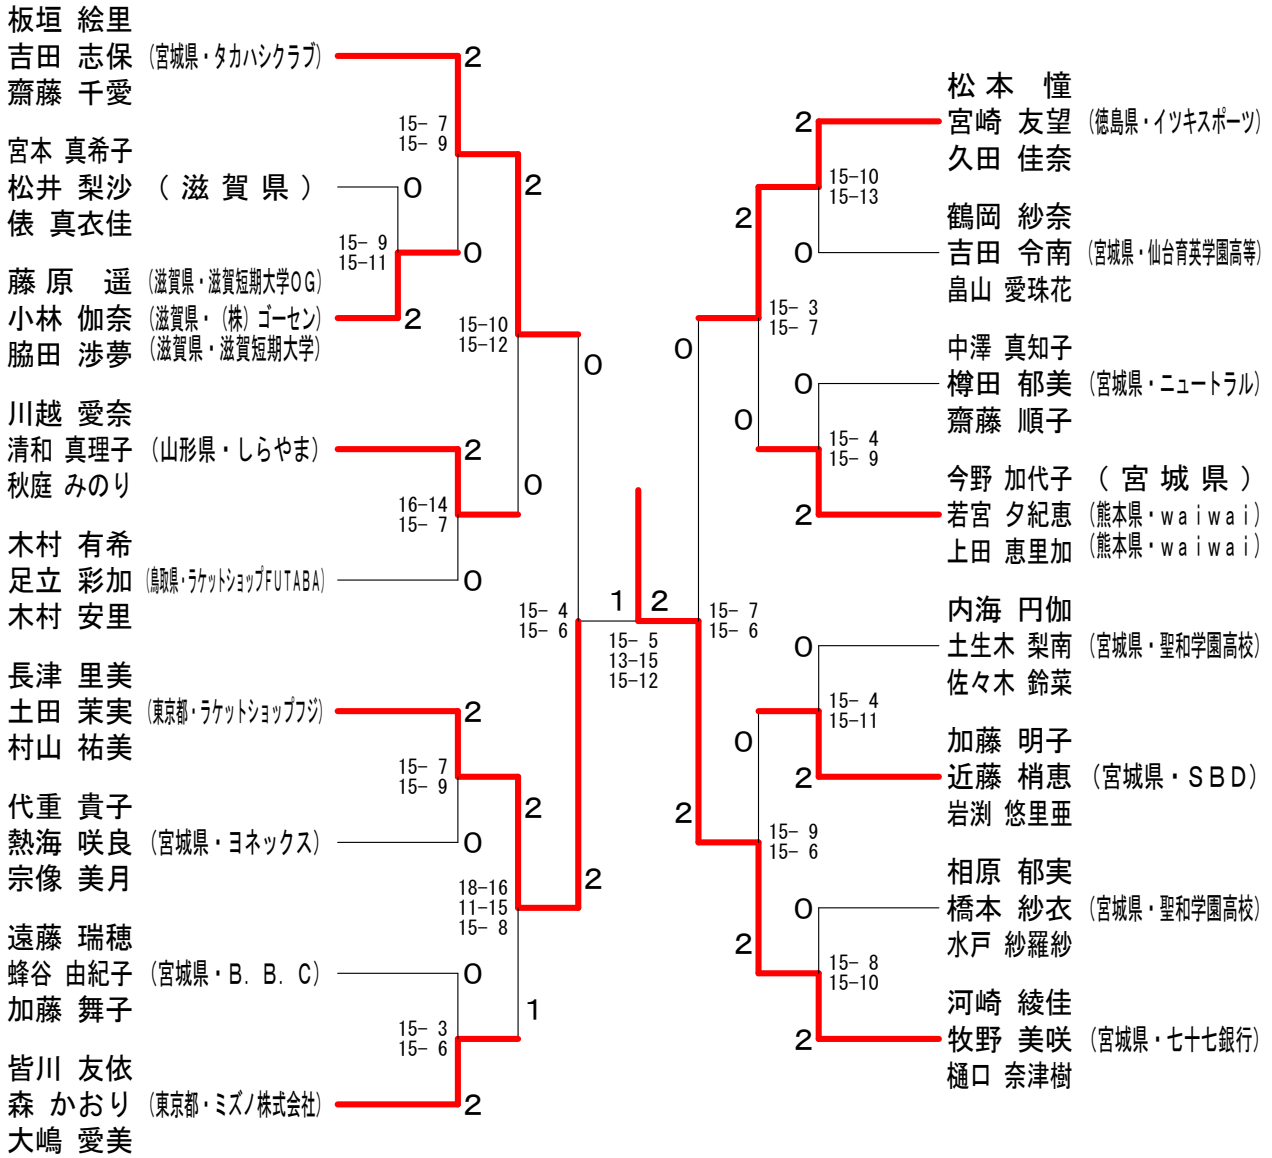 板垣 絵里
吉田 志保 (宮城県・タカハシクラブ)
齋藤 千愛
2
15- 7
15- 9
宮本 真希子
松井 梨沙 (滋賀県)
俵 真衣佳
0
2
15- 9
15-11
0
藤原 遥 (滋賀県・滋賀短期大学OG)
小林 伽奈 (滋賀県・(株)ゴーセン)
脇田 渉夢 (滋賀県・滋賀短期大学)
2
15-10
15-12
0
川越 愛奈
清和 真理子 (山形県・しらやま)
秋庭 みのり
2
0
16-14
15- 7
木村 有希
足立 彩加 (鳥取県・ラケットショップFUTABA)
木村 安里
0
15- 4
15- 6
長津 里美
土田 茉実 (東京都・ラケットショップフジ)
村山 祐美
2
15- 7
15- 9
2
代重 貴子
熱海 咲良 (宮城県・ヨネックス)
宗像 美月
0
18-16
11-15
15- 8
2
遠藤 瑞穂
蜂谷 由紀子 (宮城県・B.B.C)
加藤 舞子
0
1
15- 3
15- 6
皆川 友依
森 かおり (東京都・ミズノ株式会社)
大嶋 愛美
2
1 2
15- 5
13-15
15-12
松本 憧
宮崎 友望 (徳島県・イツキスポーツ)
久田 佳奈
2
15-10
15-13
2
鶴岡 紗奈
吉田 令南 (宮城県・仙台育英学園高等)
畠山 愛珠花
0
15- 3
15- 7
0
中澤 真知子
樽田 郁美 (宮城県・ニュートラル)
齋藤 順子
0
0
15- 4
15- 9
今野 加代子 (宮城県)
若宮 夕紀恵 (熊本県・waiwai)
上田 恵里加 (熊本県・waiwai)
2
15- 7
15- 6
内海 円伽
土生木 梨南 (宮城県・聖和学園高校)
佐々木 鈴菜
0
15- 4
15-11
0
加藤 明子
近藤 梢恵 (宮城県・SBD)
岩渕 悠里亜
2
2
15- 9
15- 6
相原 郁実
橋本 紗衣 (宮城県・聖和学園高校)
水戸 紗羅紗
0
2
15- 8
15-10
河崎 綾佳
牧野 美咲 (宮城県・七十七銀行)
樋口 奈津樹
2